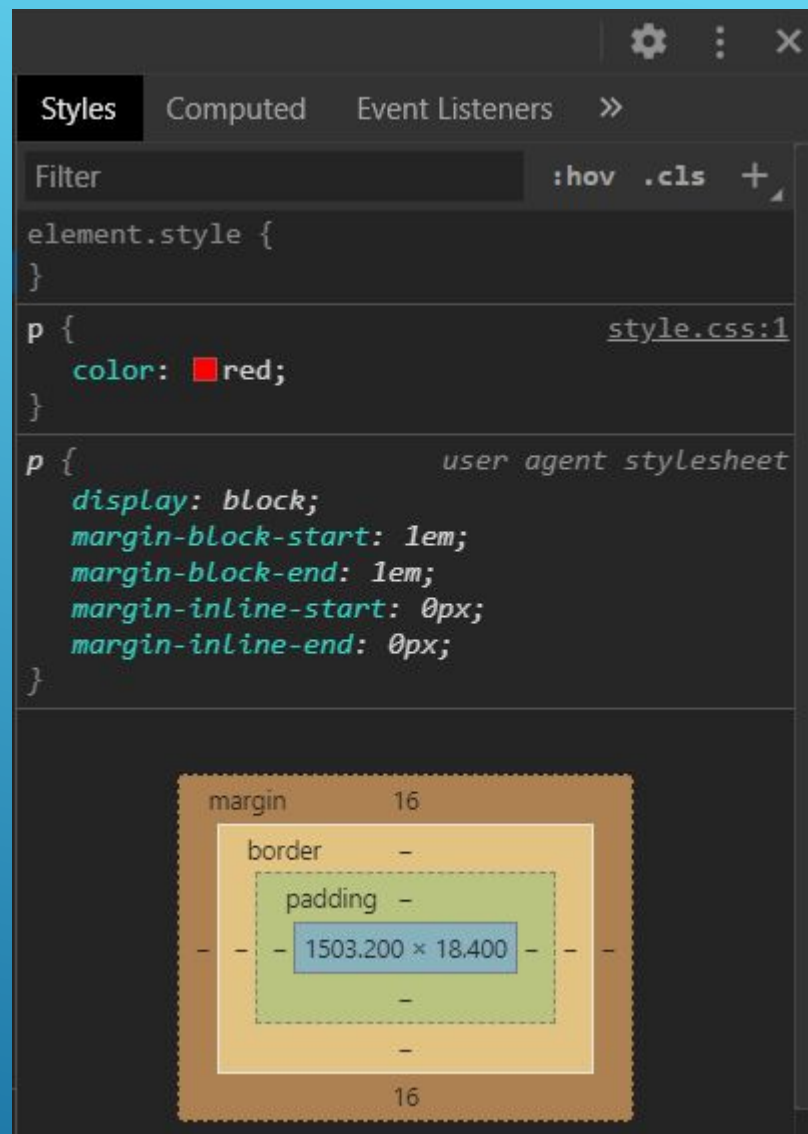 Styles Computed Event Listeners »
Filter :hov .cls +
element.style {
}
p { style.css:1
color: red;
}
p { user agent stylesheet
display: block;
margin-block-start: 1em;
margin-block-end: 1em;
margin-inline-start: 0px;
margin-inline-end: 0px;
}
margin 16
border –
padding –
– – – 1503.200 × 18.400 – – –
–
–
16